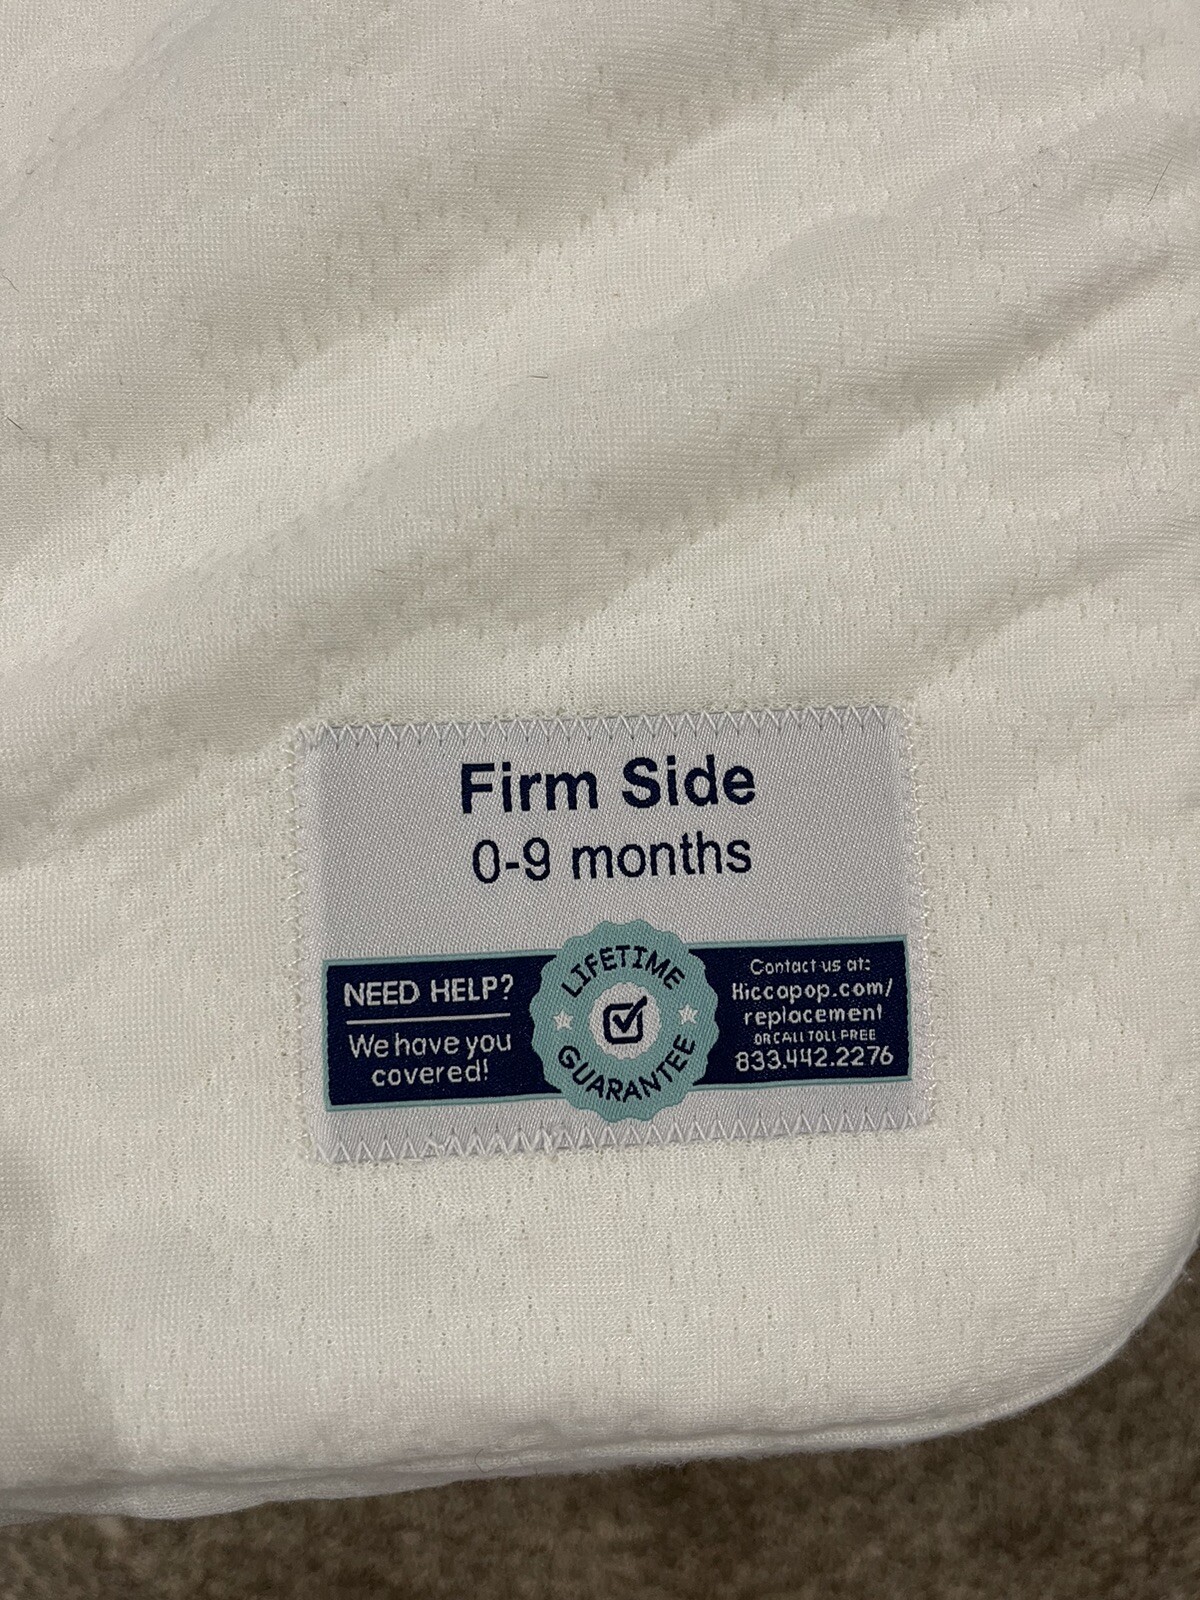 Firm Side
0-9 months
NEED HELP?
We have you
covered!
LIFETIME
GUARANTEE
Contact us at:
Hiccapop.com/
replacement
OR CALL TOLL FREE
833.442.2276